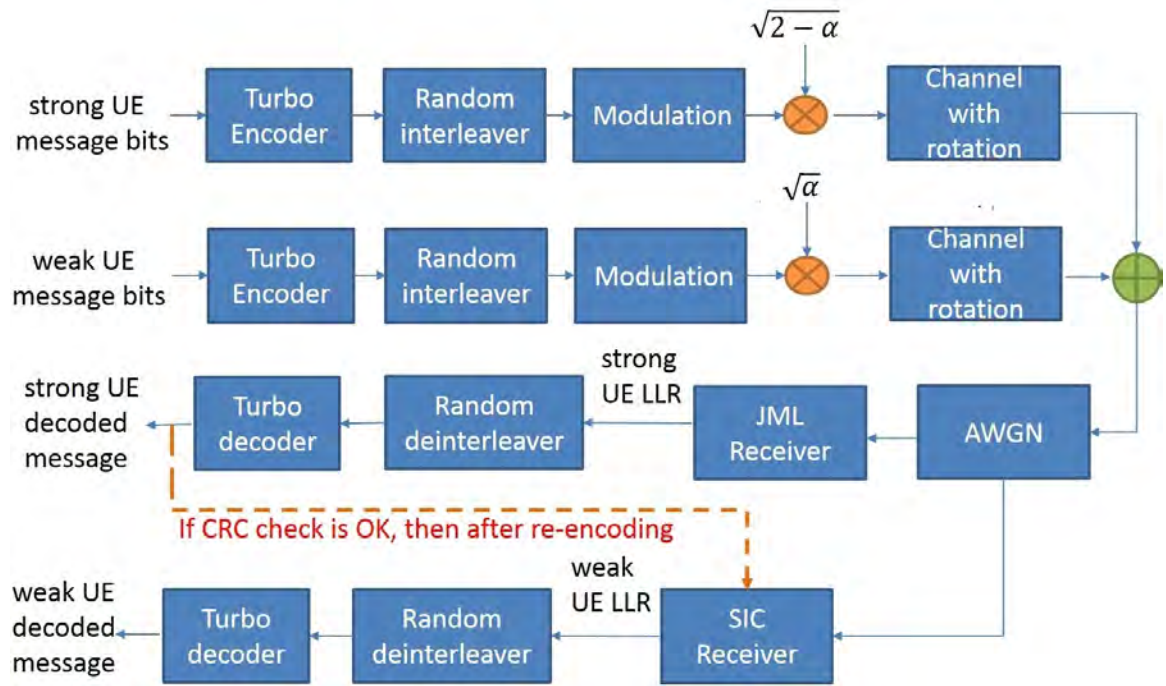 √2 − α
strong UE
message bits
Turbo
Encoder
Random
interleaver
Modulation
Channel
with
rotation
√α
weak UE
message bits
Turbo
Encoder
Random
interleaver
Modulation
Channel
with
rotation
strong UE
decoded
message
Turbo
decoder
Random
deinterleaver
strong
UE LLR
JML
Receiver
AWGN
If CRC check is OK, then after re-encoding
weak UE
decoded
message
Turbo
decoder
Random
deinterleaver
weak
UE LLR
SIC
Receiver